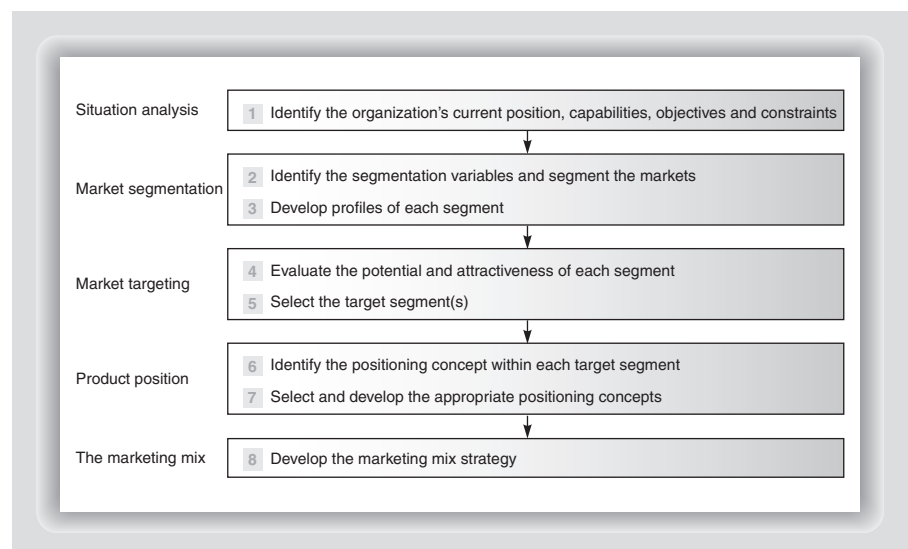 Situation analysis
1 Identify the organization's current position, capabilities, objectives and constraints
Market segmentation
2 Identify the segmentation variables and segment the markets
3 Develop profiles of each segment
Market targeting
4 Evaluate the potential and attractiveness of each segment
5 Select the target segment(s)
Product position
6 Identify the positioning concept within each target segment
7 Select and develop the appropriate positioning concepts
The marketing mix
8 Develop the marketing mix strategy